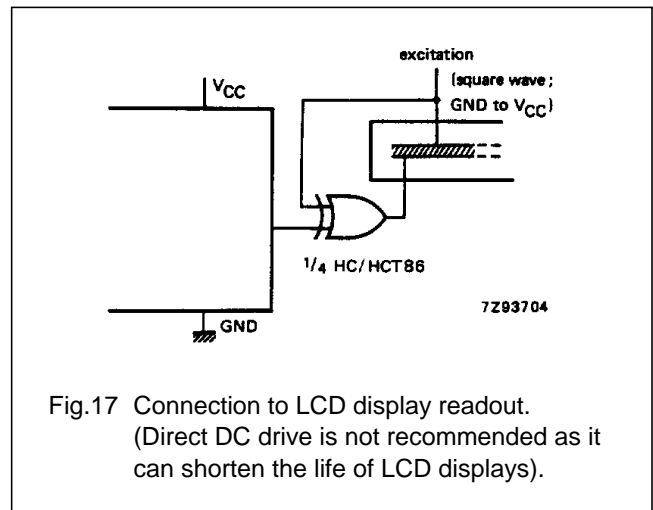 excitation
(square wave;
GND to VCC)
VCC
1/4 HC/HCT86
7Z93704
GND
Fig.17 Connection to LCD display readout.
(Direct DC drive is not recommended as it
can shorten the life of LCD displays).